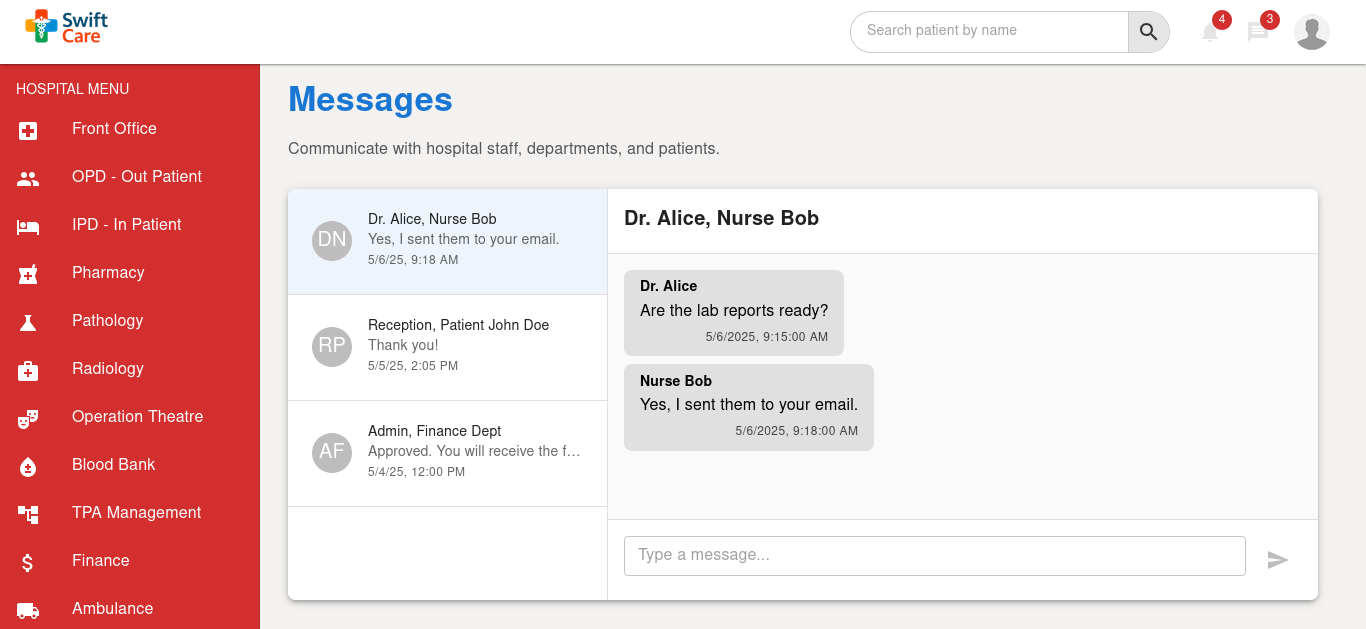 Swift
Care
Search patient by name
4
3
HOSPITAL MENU
Front Office
OPD - Out Patient
IPD - In Patient
Pharmacy
Pathology
Radiology
Operation Theatre
Blood Bank
TPA Management
Finance
Ambulance
Messages
Communicate with hospital staff, departments, and patients.
DN
Dr. Alice, Nurse Bob
Yes, I sent them to your email.
5/6/25, 9:18 AM
RP
Reception, Patient John Doe
Thank you!
5/5/25, 2:05 PM
AF
Admin, Finance Dept
Approved. You will receive the f…
5/4/25, 12:00 PM
Dr. Alice, Nurse Bob
Dr. Alice
Are the lab reports ready?
5/6/2025, 9:15:00 AM
Nurse Bob
Yes, I sent them to your email.
5/6/2025, 9:18:00 AM
Type a message...